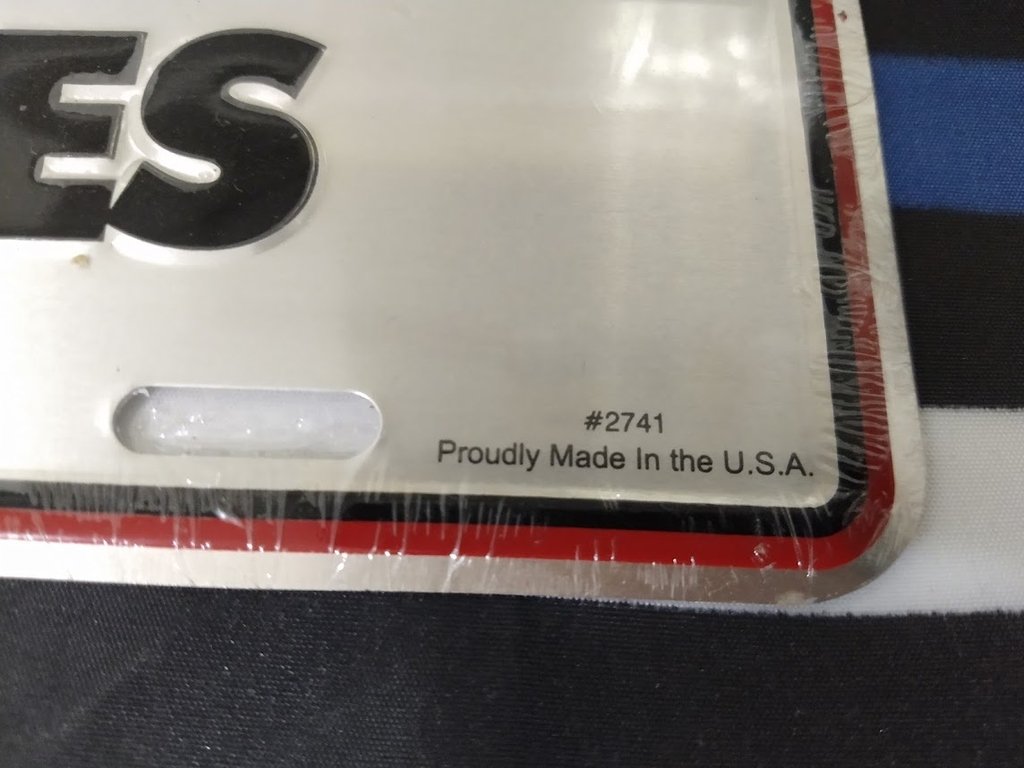 ES
#2741
Proudly Made In the U.S.A.